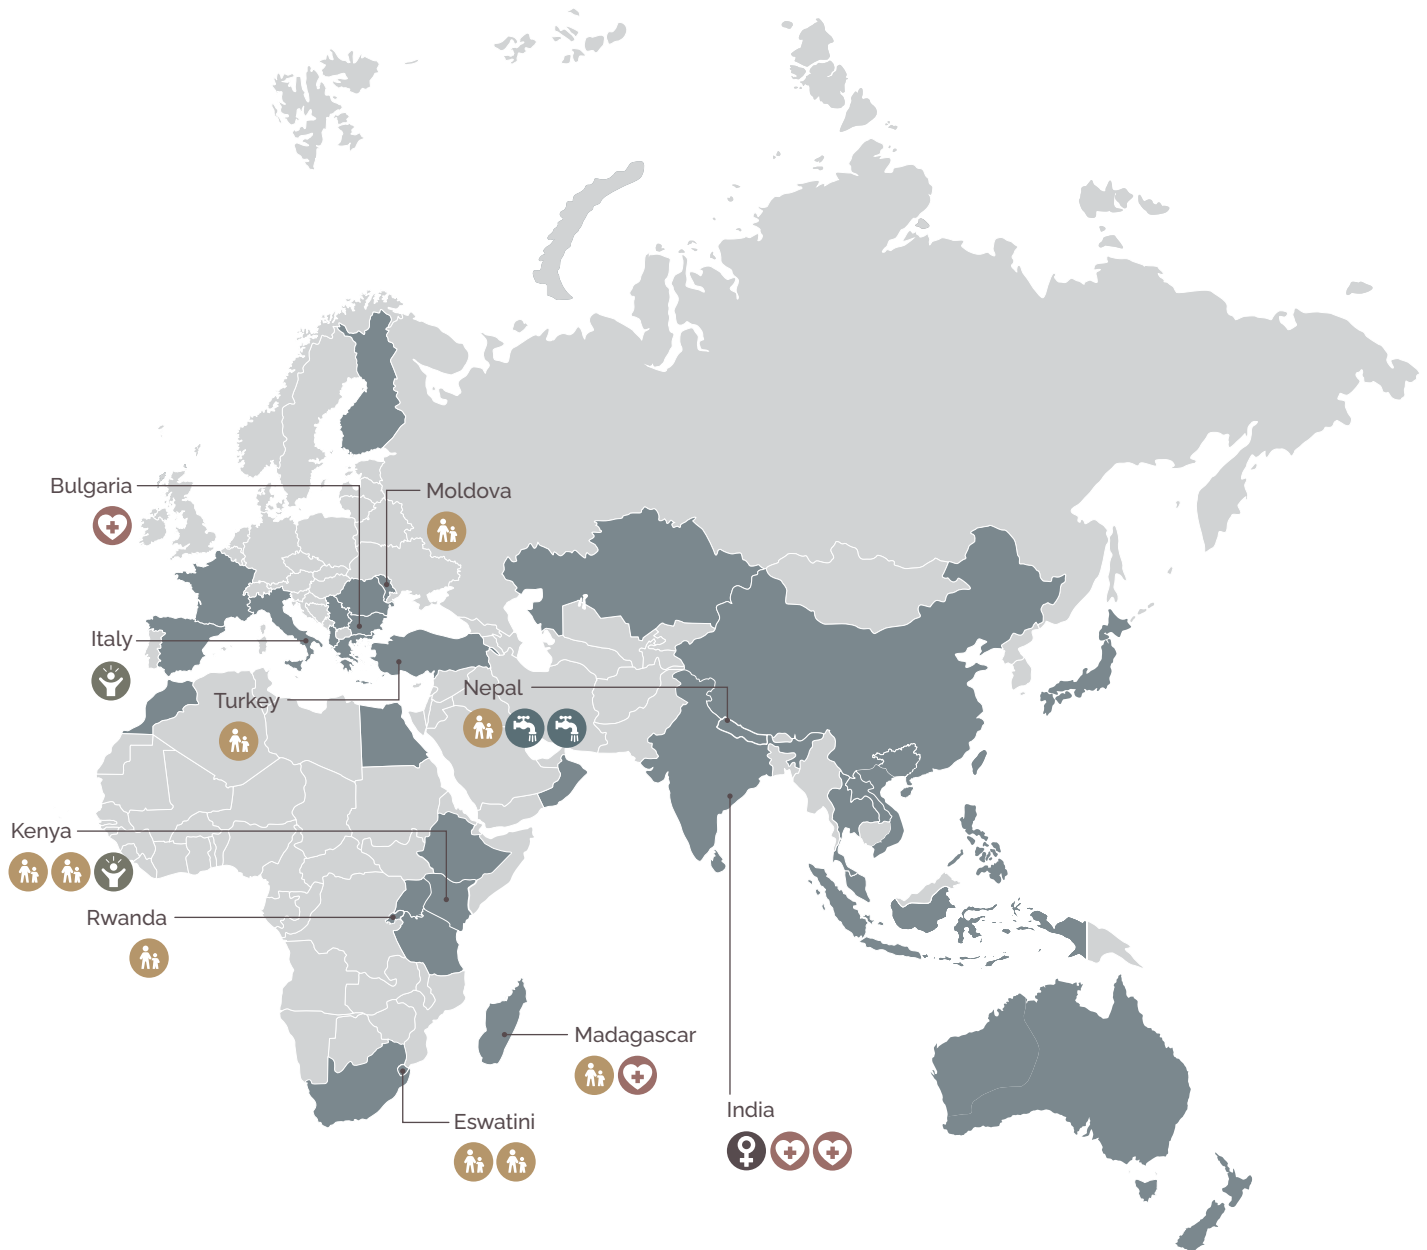 Bulgaria
Moldova
Italy
Turkey
Nepal
Kenya
Rwanda
Madagascar
Eswatini
India